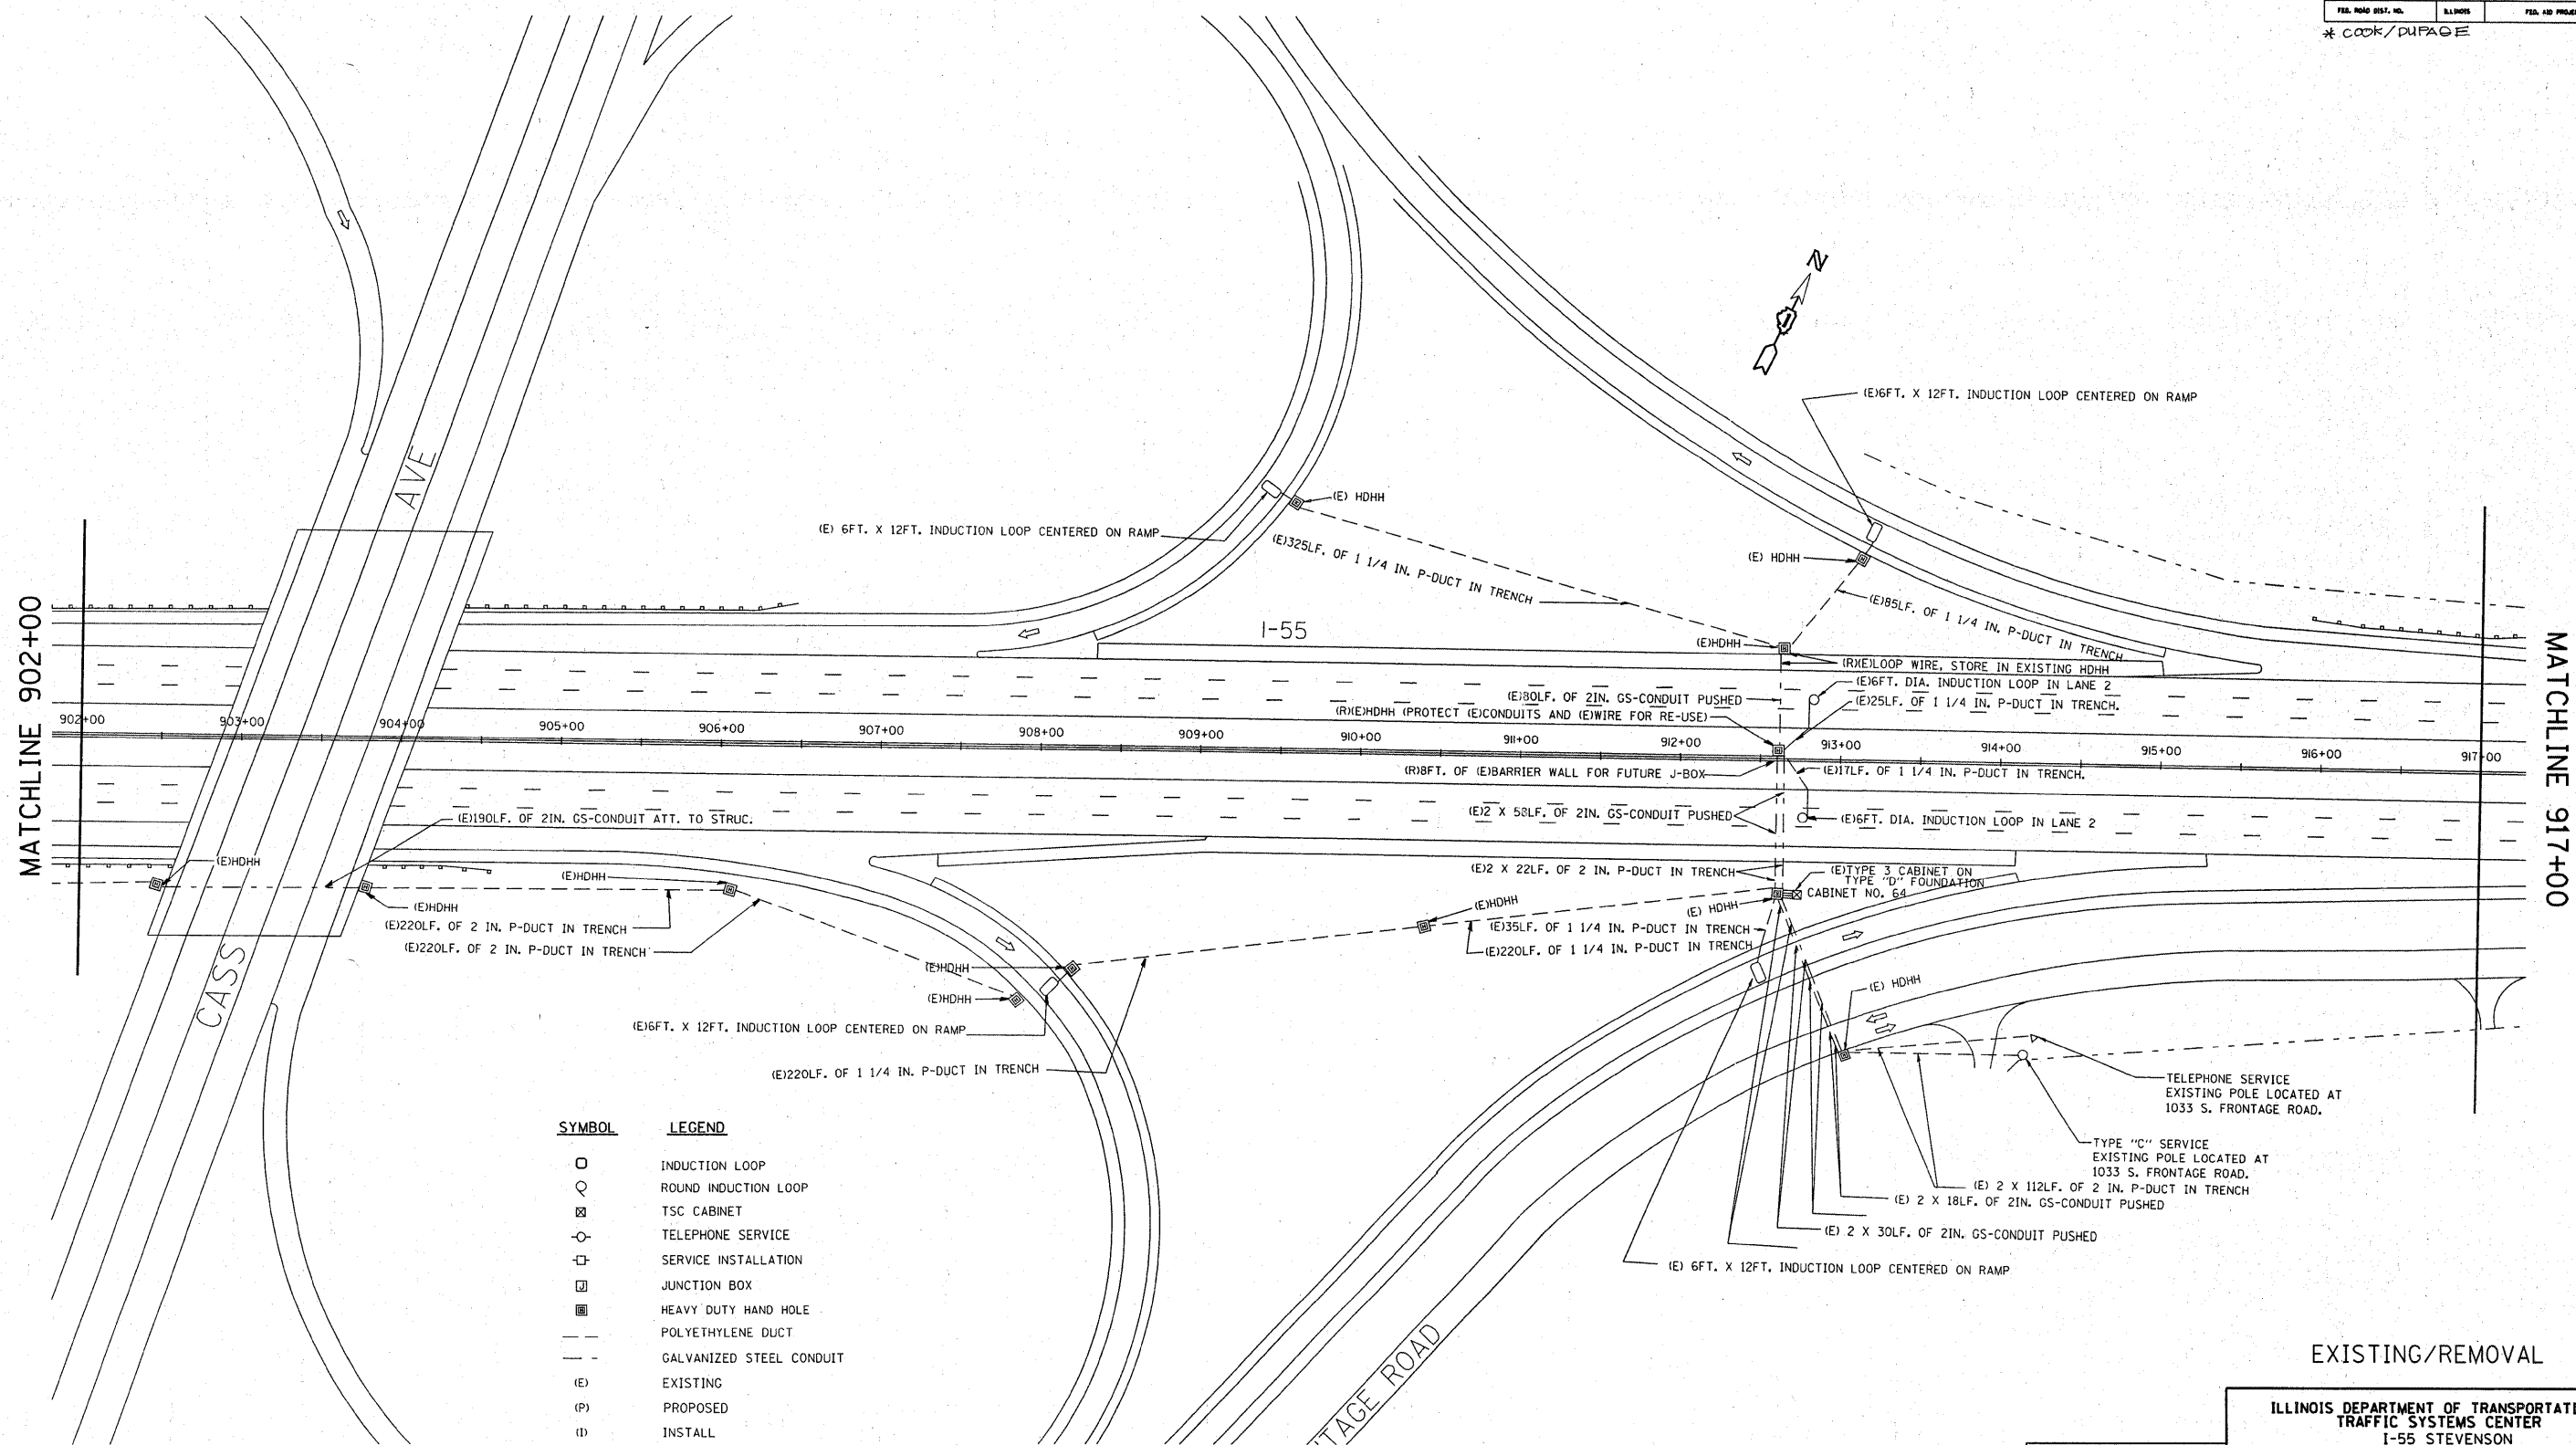 FED. ROAD DIST. NO. ILLINOIS FED. AID
* COOK/DUPAGE
N
(E)6FT. X 12FT. INDUCTION LOOP CENTERED ON RAMP
AVE
(E) HDHH
(E) 6FT. X 12FT. INDUCTION LOOP CENTERED ON RAMP
(E)325LF. OF 1 1/4 IN. P-DUCT IN TRENCH
(E) HDHH
(E)85LF. OF 1 1/4 IN. P-DUCT IN TRENCH
MATCHLINE 902+00
I-55
(E)HDHH
(R)(E)LOOP WIRE, STORE IN EXISTING HDHH
(E)80LF. OF 2IN. GS-CONDUIT PUSHED
(E)6FT. DIA. INDUCTION LOOP IN LANE 2
(R)(E)HDHH (PROTECT (E)CONDUITS AND (E)WIRE FOR RE-USE)
(E)25LF. OF 1 1/4 IN. P-DUCT IN TRENCH.
MATCHLINE 917+00
902+00 903+00 904+00 905+00 906+00 907+00 908+00 909+00 910+00 911+00 912+00 913+00 914+00 915+00 916+00 917+00
(R)8FT. OF (E)BARRIER WALL FOR FUTURE J-BOX
(E)17LF. OF 1 1/4 IN. P-DUCT IN TRENCH.
(E)190LF. OF 2IN. GS-CONDUIT ATT. TO STRUC.
(E)2 X 58LF. OF 2IN. GS-CONDUIT PUSHED
(E)6FT. DIA. INDUCTION LOOP IN LANE 2
(E)HDHH
(E)HDHH
(E)2 X 22LF. OF 2 IN. P-DUCT IN TRENCH
(E)TYPE 3 CABINET ON
TYPE "D" FOUNDATION
CABINET NO. 64
(E)HDHH
(E)HDHH
(E) HDHH
(E)220LF. OF 2 IN. P-DUCT IN TRENCH
(E)35LF. OF 1 1/4 IN. P-DUCT IN TRENCH
(E)220LF. OF 2 IN. P-DUCT IN TRENCH
(E)220LF. OF 1 1/4 IN. P-DUCT IN TRENCH
CASS
(E)HDHH
(E)HDHH
(E) HDHH
(E)6FT. X 12FT. INDUCTION LOOP CENTERED ON RAMP
(E)220LF. OF 1 1/4 IN. P-DUCT IN TRENCH
TELEPHONE SERVICE
EXISTING POLE LOCATED AT
1033 S. FRONTAGE ROAD.
TYPE "C" SERVICE
EXISTING POLE LOCATED AT
1033 S. FRONTAGE ROAD.
(E) 2 X 112LF. OF 2 IN. P-DUCT IN TRENCH
(E) 2 X 18LF. OF 2IN. GS-CONDUIT PUSHED
(E) 2 X 30LF. OF 2IN. GS-CONDUIT PUSHED
(E) 6FT. X 12FT. INDUCTION LOOP CENTERED ON RAMP
SYMBOL LEGEND
INDUCTION LOOP
ROUND INDUCTION LOOP
TSC CABINET
TELEPHONE SERVICE
SERVICE INSTALLATION
J JUNCTION BOX
H HEAVY DUTY HAND HOLE
POLYETHYLENE DUCT
GALVANIZED STEEL CONDUIT
(E) EXISTING
(P) PROPOSED
(I) INSTALL
TAGE ROAD
EXISTING/REMOVAL
ILLINOIS DEPARTMENT OF TRANSPORTAT
TRAFFIC SYSTEMS CENTER
I-55 STEVENSON